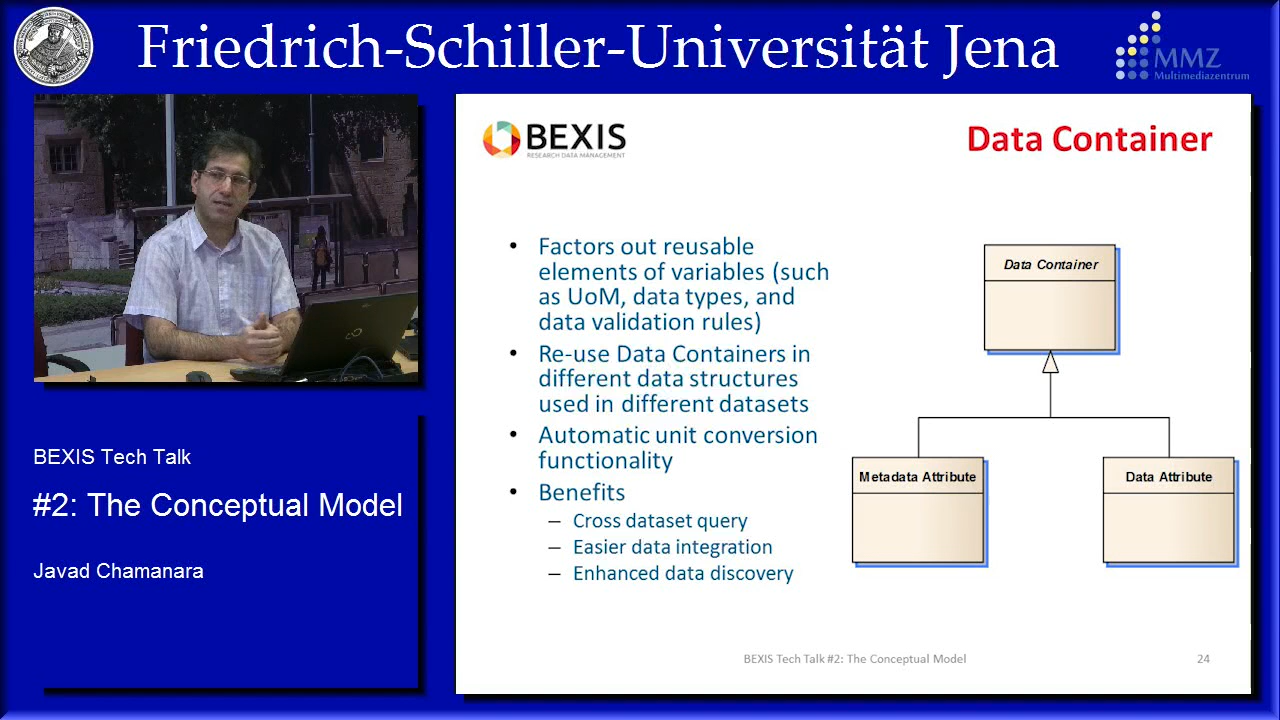 Friedrich-Schiller-Universität Jena
MMZ
Multimediazentrum
BEXIS
RESEARCH DATA MANAGEMENT
Data Container
• Factors out reusable
elements of variables (such
as UoM, data types, and
data validation rules)
• Re-use Data Containers in
different data structures
used in different datasets
• Automatic unit conversion
functionality
• Benefits
– Cross dataset query
– Easier data integration
– Enhanced data discovery
Data Container
Metadata Attribute
Data Attribute
BEXIS Tech Talk #2: The Conceptual Model
24
BEXIS Tech Talk
#2: The Conceptual Model
Javad Chamanara